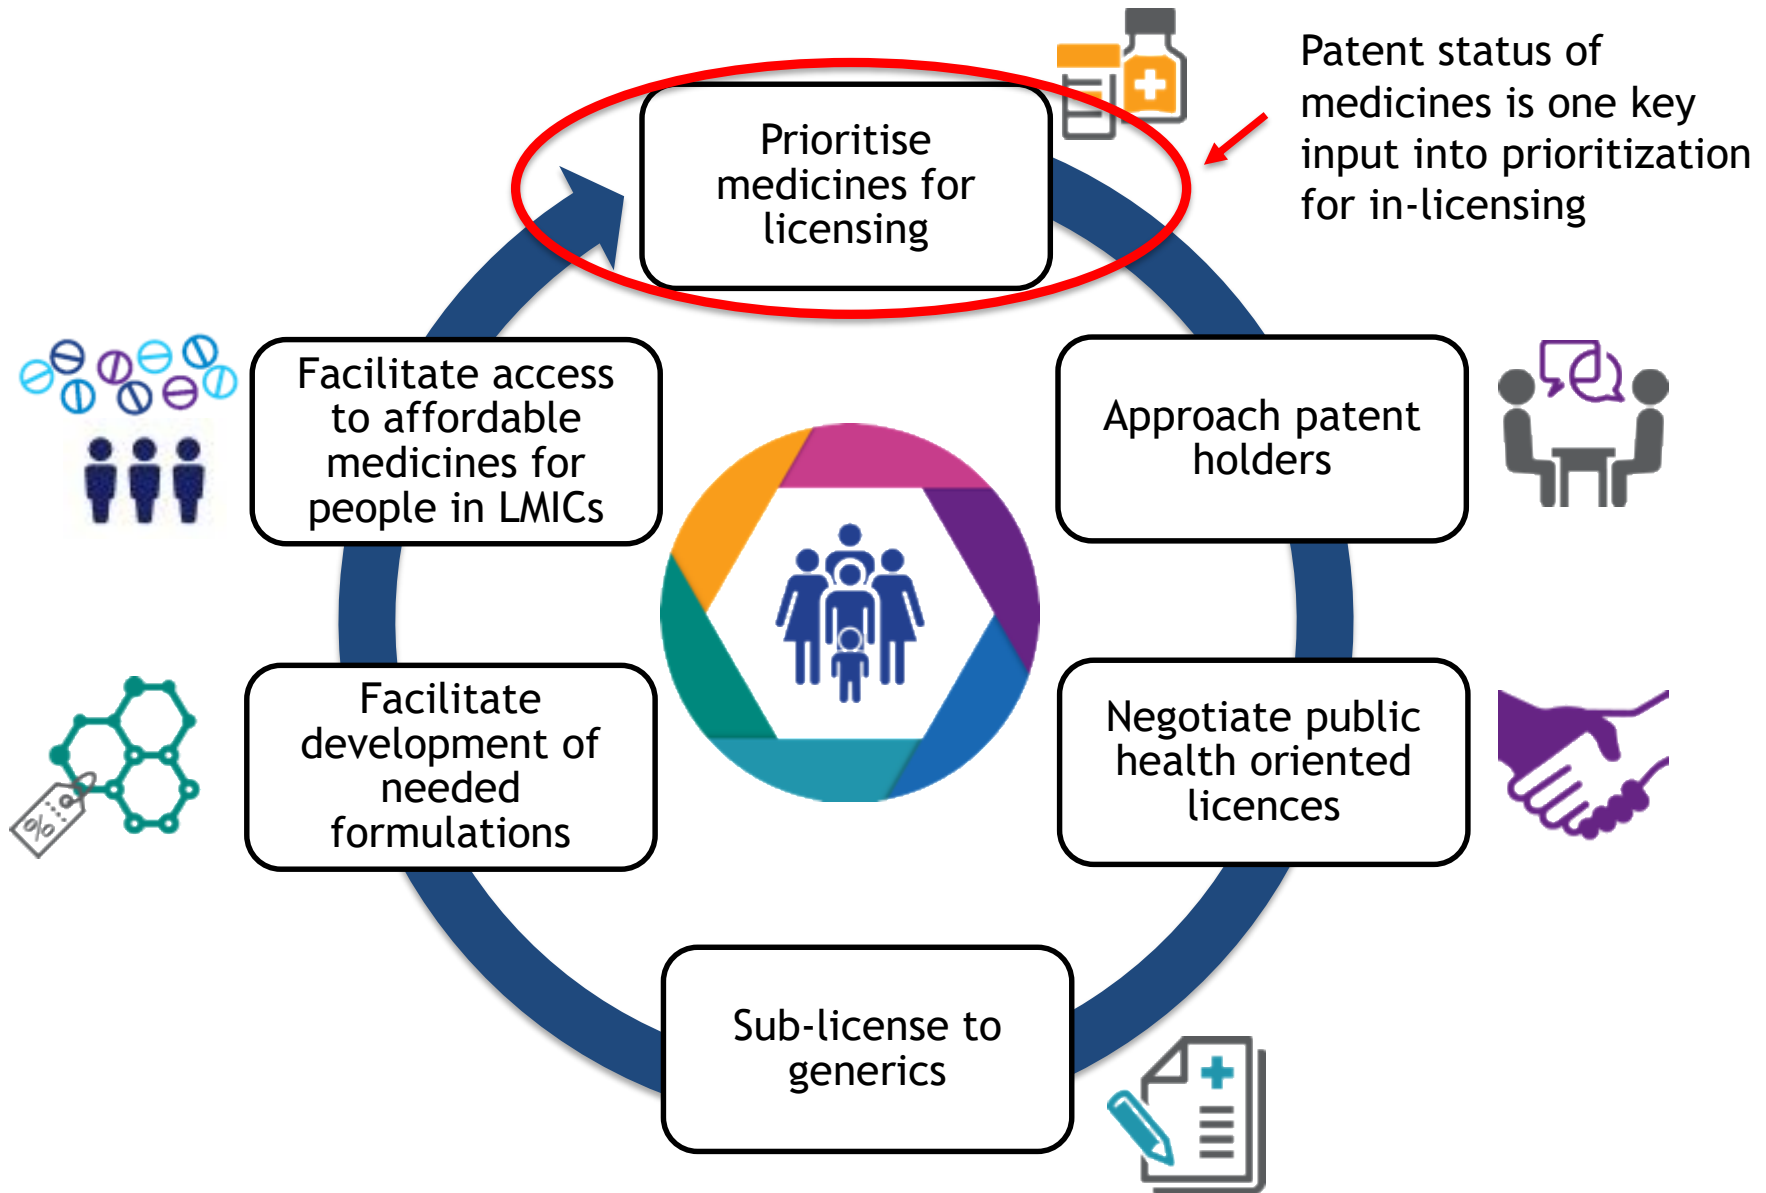 Prioritise
medicines for
licensing
Patent status of
medicines is one key
input into prioritization
for in-licensing
Approach patent
holders
Negotiate public
health oriented
licences
Sub-license to
generics
Facilitate
development of
needed
formulations
%
Facilitate access
to affordable
medicines for
people in LMICs